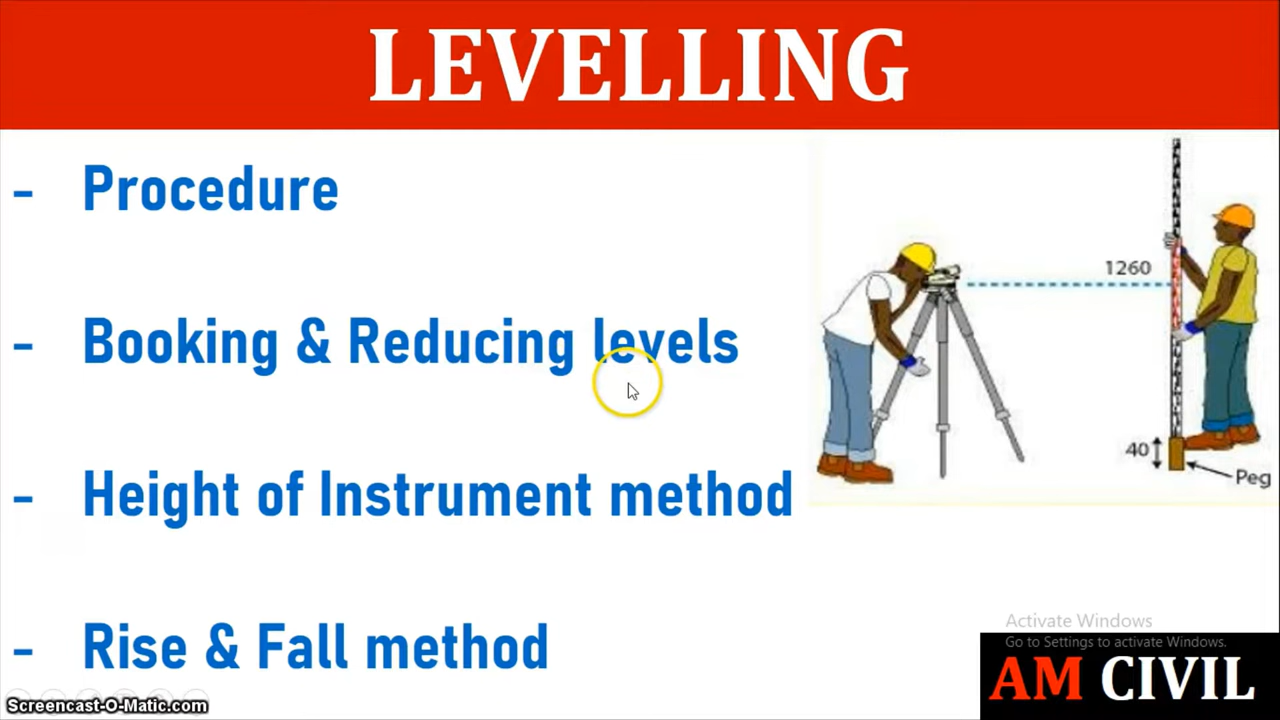 LEVELLING
- Procedure
- Booking & Reducing levels
- Height of Instrument method
- Rise & Fall method
1260
40
Peg
Activate Windows
Go to Settings to activate Windows.
AM CIVIL
Screencast-O-Matic.com